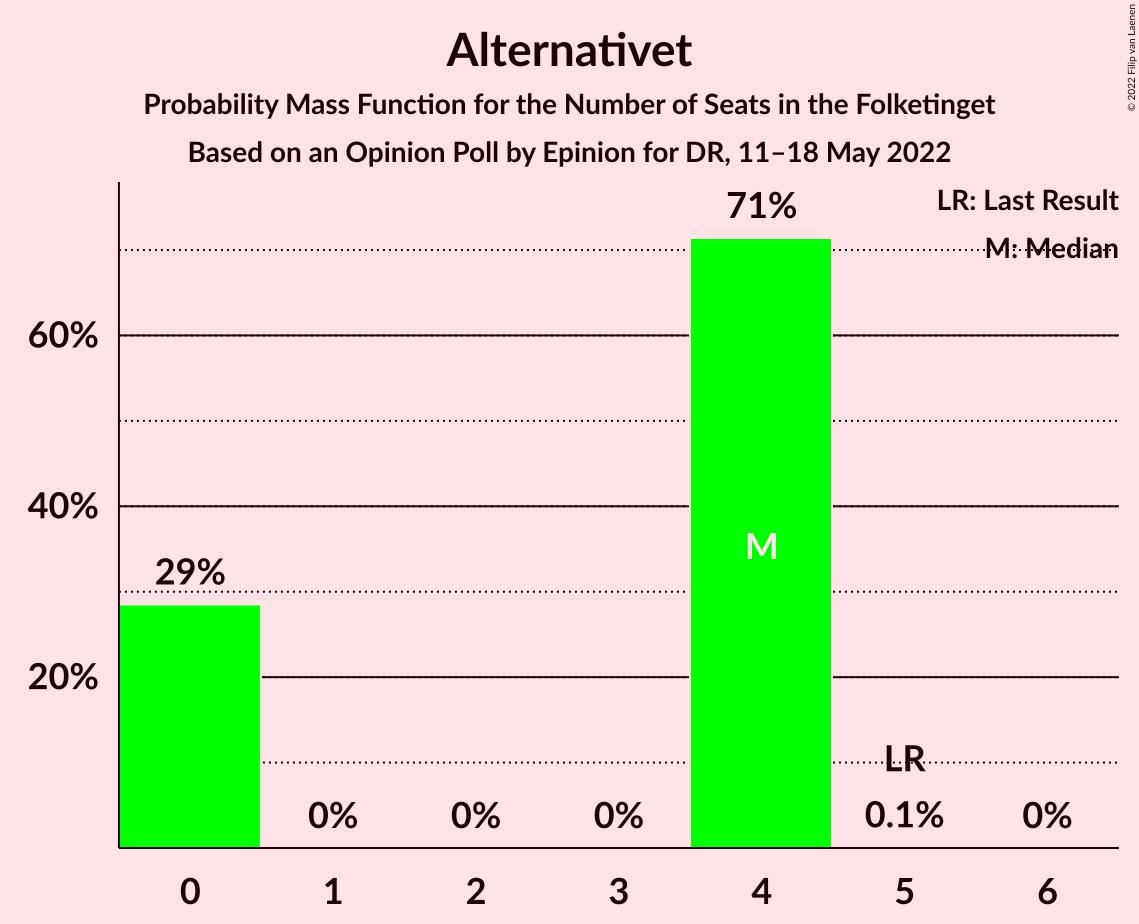 Alternativet
Probability Mass Function for the Number of Seats in the Folketinget
Based on an Opinion Poll by Epinion for DR, 11–18 May 2022
© 2022 Filip van Laenen
LR: Last Result
M: Median
71%
60%
40%
20%
29%
M
LR
0%
0%
0%
0.1%
0%
0 1 2 3 4 5 6